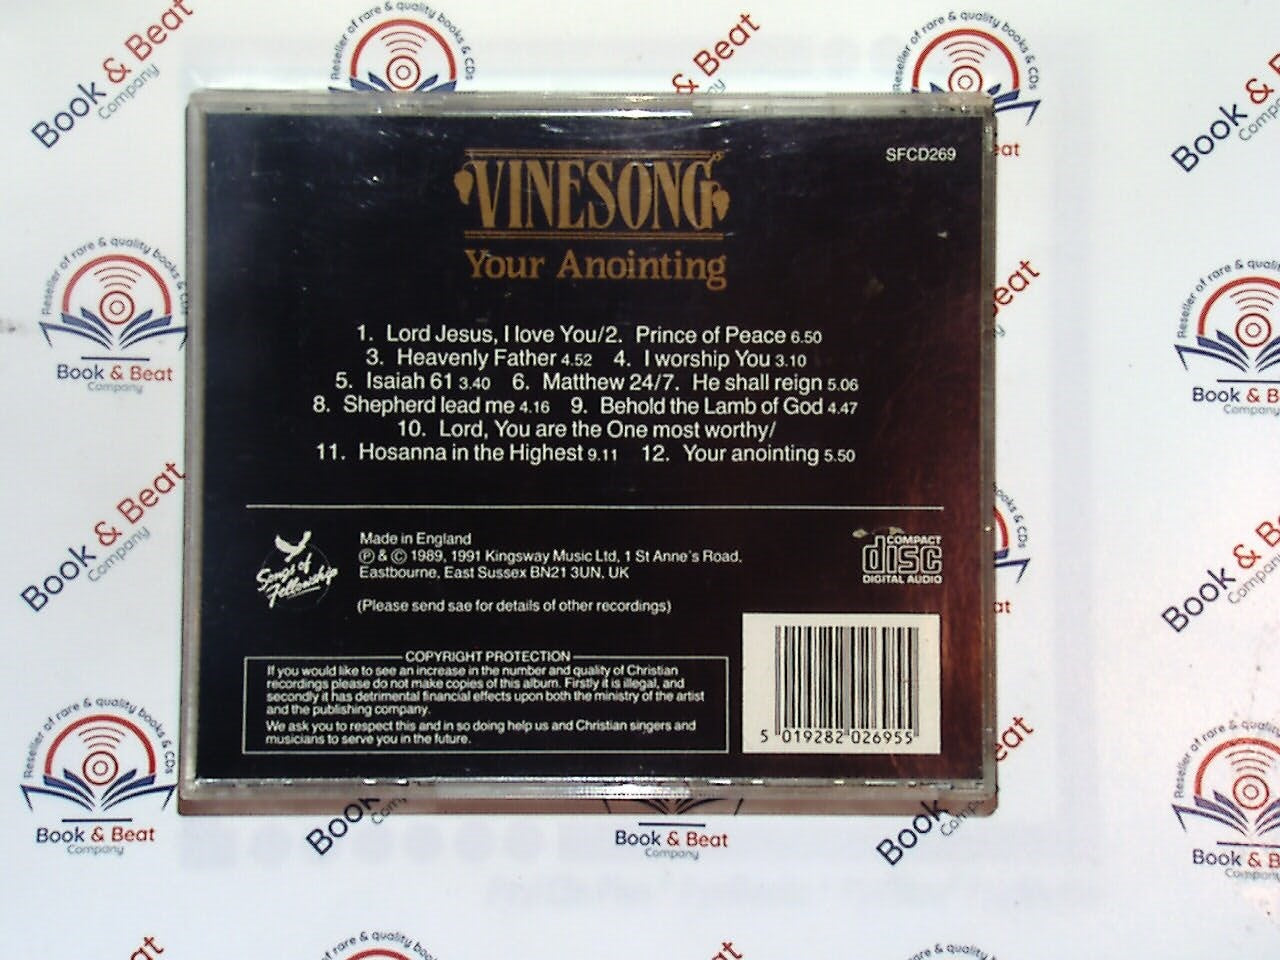 VINESONG
Your Anointing
SFCD269
1. Lord Jesus, I love You/2. Prince of Peace 6.50
3. Heavenly Father 4.52 4. I worship You 3.10
5. Isaiah 61 3.40 6. Matthew 24/7. He shall reign 5.06
8. Shepherd lead me 4.16 9. Behold the Lamb of God 4.47
10. Lord, You are the One most worthy/
11. Hosanna in the Highest 9.11 12. Your anointing 5.50
Songs of
Fellowship
Made in England
Ⓟ & © 1989, 1991 Kingsway Music Ltd, 1 St Anne's Road,
Eastbourne, East Sussex BN21 3UN, UK
(Please send sae for details of other recordings)
COMPACT
disc
DIGITAL AUDIO
COPYRIGHT PROTECTION
If you would like to see an increase in the number and quality of Christian
recordings please do not make copies of this album. Firstly it is illegal, and
secondly it has detrimental financial effects upon both the ministry of the artist
and the publishing company.
We ask you to respect this and in so doing help us and Christian singers and
musicians to serve you in the future.
5 019282 026955
Reseller of rare & quality books & CDs
Book & Beat
Company